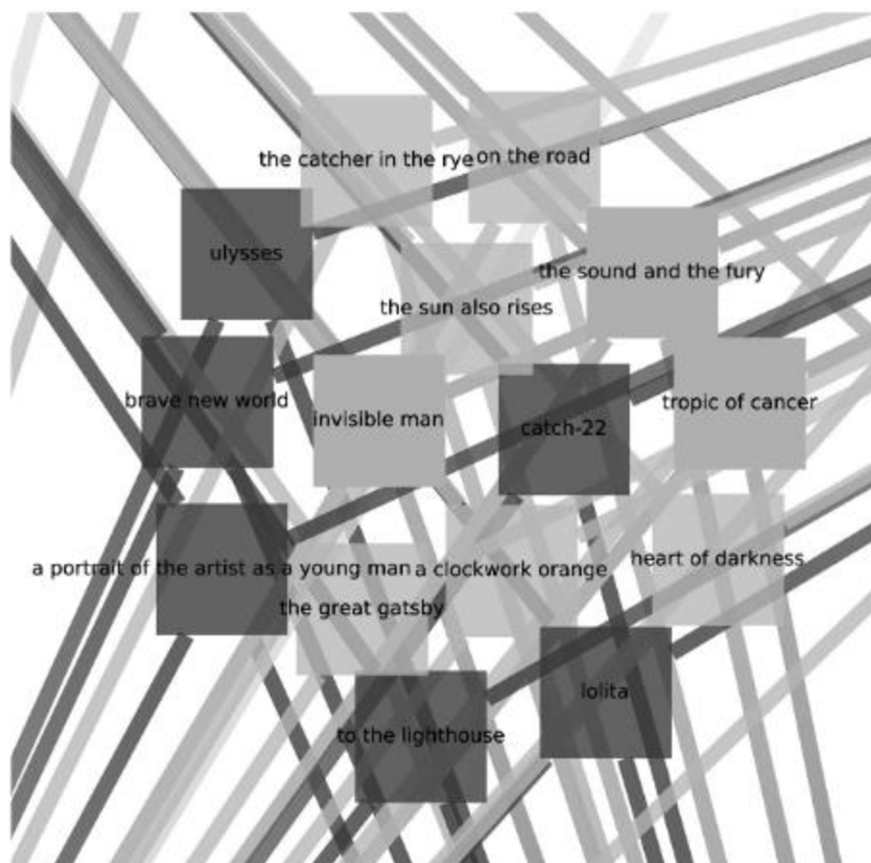 the catcher in the rye
on the road
ulysses
the sound and the fury
the sun also rises
brave new world
invisible man
catch-22
tropic of cancer
a portrait of the artist as a young man
a clockwork orange
heart of darkness
the great gatsby
lolita
to the lighthouse